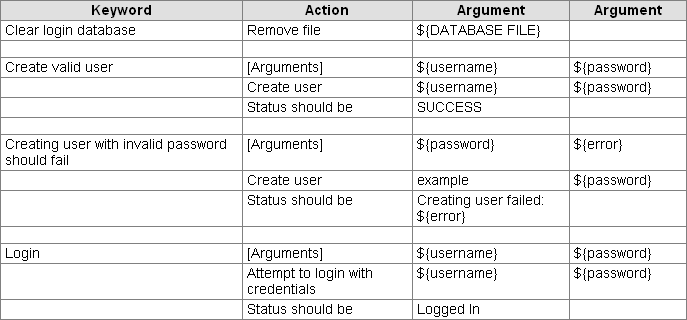 Keyword Action Argument Argument
Clear login database Remove file ${DATABASE FILE}
Create valid user [Arguments] ${username} ${password}
Create user ${username} ${password}
Status should be SUCCESS
Creating user with invalid password [Arguments] ${password} ${error}
should fail
Create user example ${password}
Status should be Creating user failed:
${error}
Login [Arguments] ${username} ${password}
Attempt to login with ${username} ${password}
credentials
Status should be Logged In